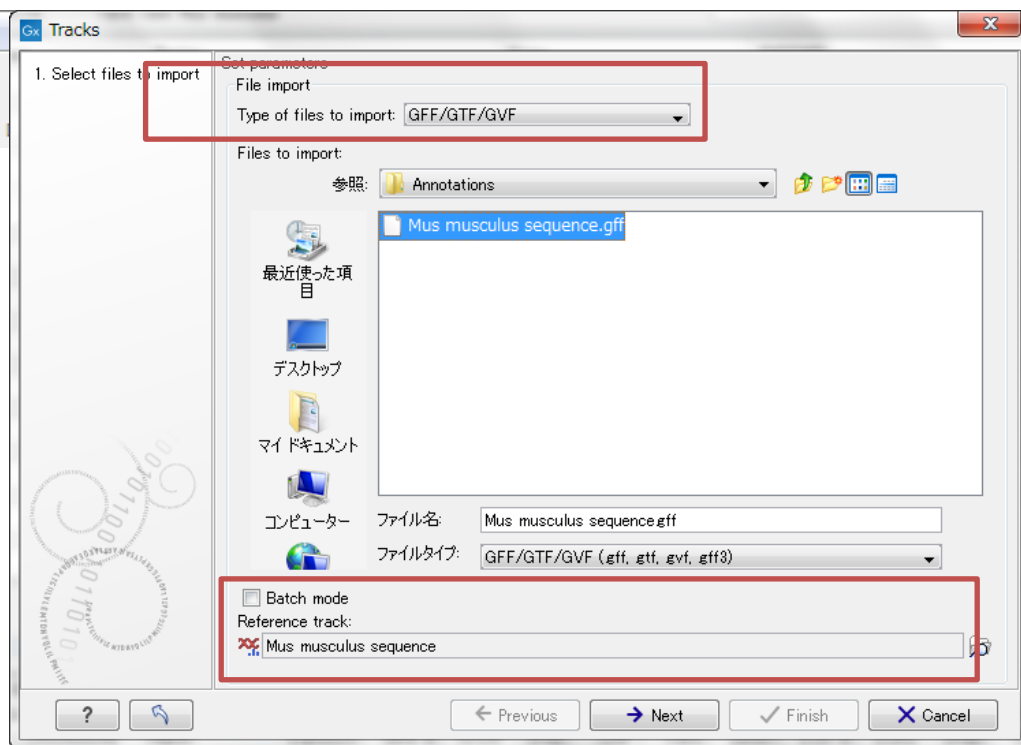 Gx Tracks
1. Select files to import
Set parameters
File import
Type of files to import: GFF/GTF/GVF
Files to import:
参照: Annotations
Mus musculus sequence.gff
最近使った項
目
デスクトップ
マイ ドキュメント
コンピューター
ファイル名: Mus musculus sequence.gff
ファイルタイプ: GFF/GTF/GVF (gff, gtf, gvf, gff3)
Batch mode
Reference track:
Mus musculus sequence
? Previous Next Finish Cancel